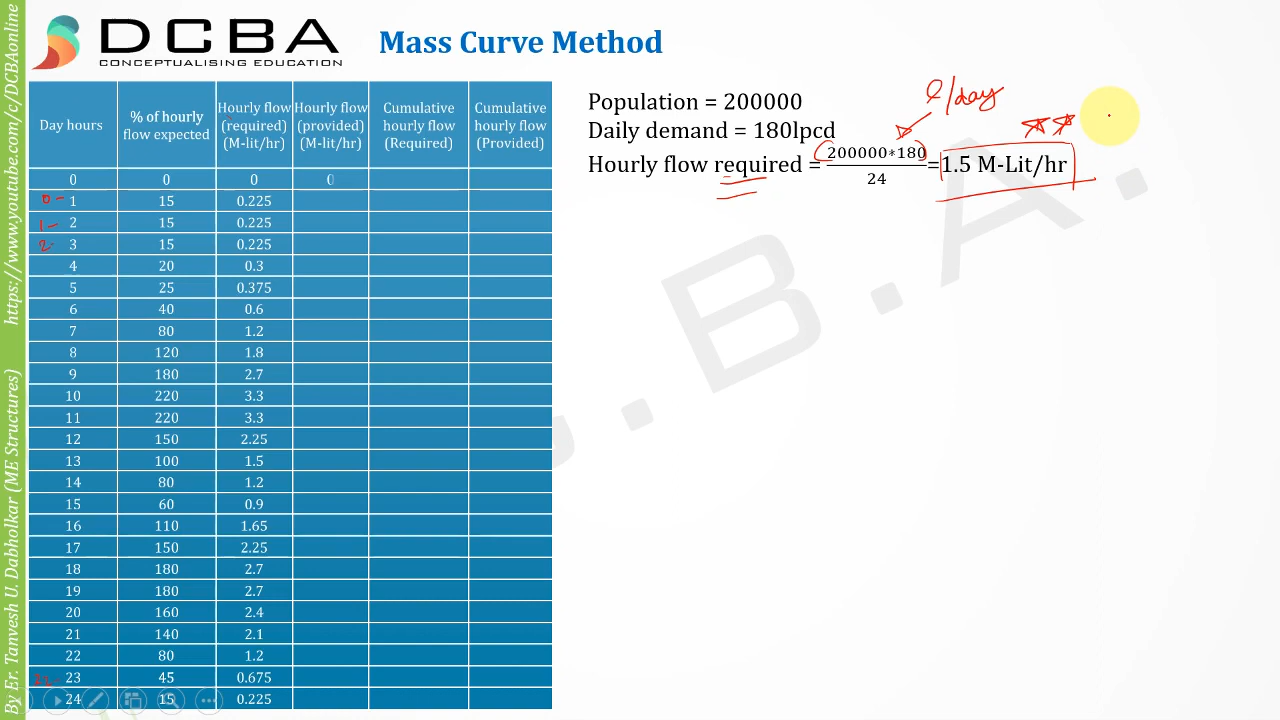 DCBA
CONCEPTUALISING EDUCATION
Mass Curve Method
By Er. Tanvesh U. Dabholkar (ME Structures) https://www.youtube.com/c/DCBAonline
Day hours % of hourly flow expected Hourly flow (required) (M-lit/hr) Hourly flow (provided) (M-lit/hr) Cumulative hourly flow (Required) Cumulative hourly flow (Provided)
0 0 0 0
0- 1 15 0.225
1- 2 15 0.225
2- 3 15 0.225
4 20 0.3
5 25 0.375
6 40 0.6
7 80 1.2
8 120 1.8
9 180 2.7
10 220 3.3
11 220 3.3
12 150 2.25
13 100 1.5
14 80 1.2
15 60 0.9
16 110 1.65
17 150 2.25
18 180 2.7
19 180 2.7
20 160 2.4
21 140 2.1
22 80 1.2
23 45 0.675
24 15 0.225
Population = 200000
l/day
Daily demand = 180lpcd
Hourly flow required = 200000*180 / 24 =1.5 M-Lit/hr
B.A.